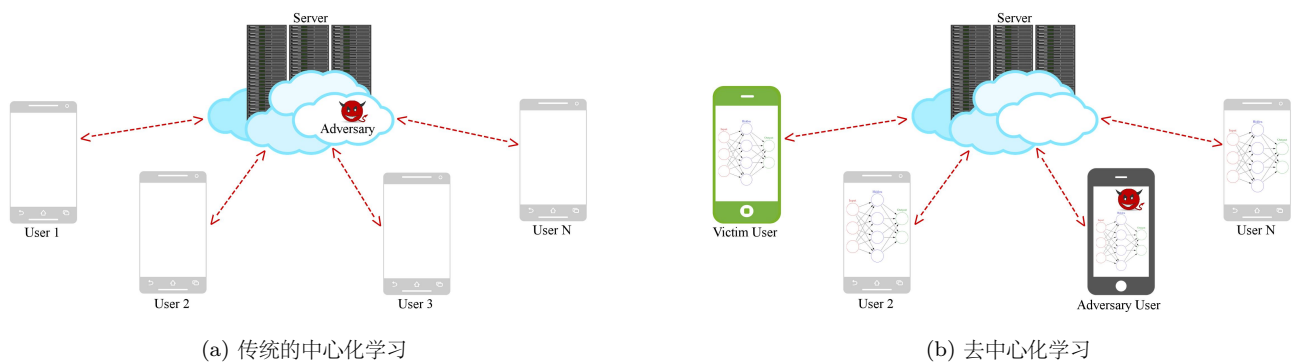 Server
Adversary
User 1
User 2
User 3
User N
(a) 传统的中心化学习
Server
Victim User
User 2
Adversary User
User N
(b) 去中心化学习